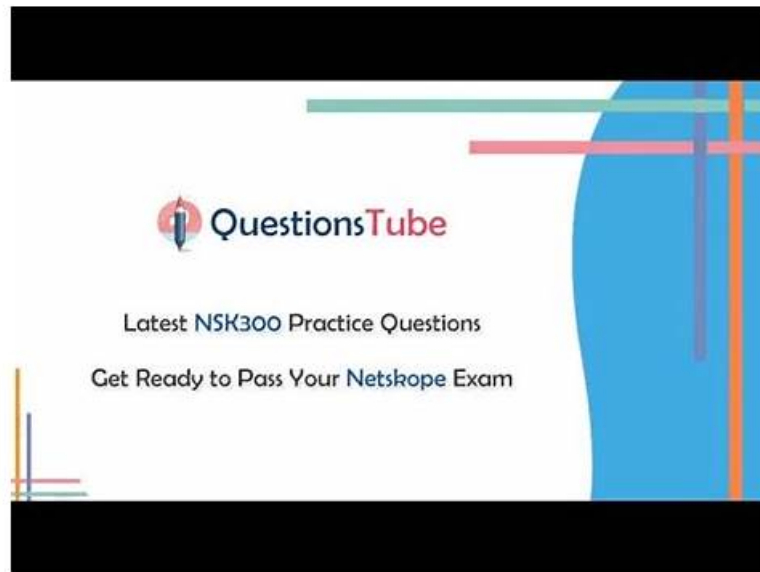 QuestionsTube
Latest NSK300 Practice Questions
Get Ready to Pass Your Netskope Exam